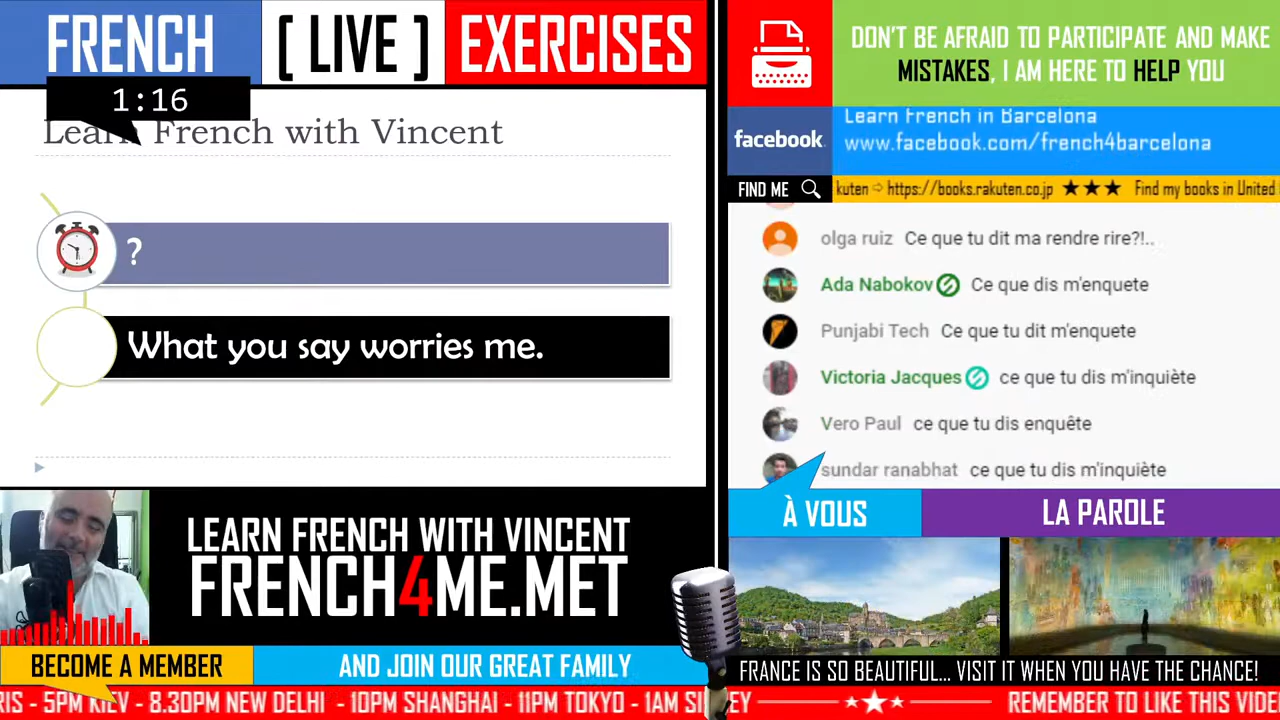 FRENCH [ LIVE ] EXERCISES
1:16
Learn French with Vincent
?
What you say worries me.
LEARN FRENCH WITH VINCENT
FRENCH4ME.MET
BECOME A MEMBER
AND JOIN OUR GREAT FAMILY
DON'T BE AFRAID TO PARTICIPATE AND MAKE
MISTAKES, I AM HERE TO HELP YOU
facebook
Learn French in Barcelona
www.facebook.com/french4barcelona
FIND ME
kuten ⇨ https://books.rakuten.co.jp ★★★ Find my books in United
olga ruiz Ce que tu dit ma rendre rire?!..
Ada Nabokov Ce que dis m'enquete
Punjabi Tech Ce que tu dit m'enquete
Victoria Jacques ce que tu dis m'inquiète
Vero Paul ce que tu dis enquête
sundar ranabhat ce que tu dis m'inquiète
À VOUS LA PAROLE
FRANCE IS SO BEAUTIFUL... VISIT IT WHEN YOU HAVE THE CHANCE!
RIS - 5PM KIEV - 8.30PM NEW DELHI - 10PM SHANGHAI - 11PM TOKYO - 1AM ★ REMEMBER TO LIKE THIS VIDE